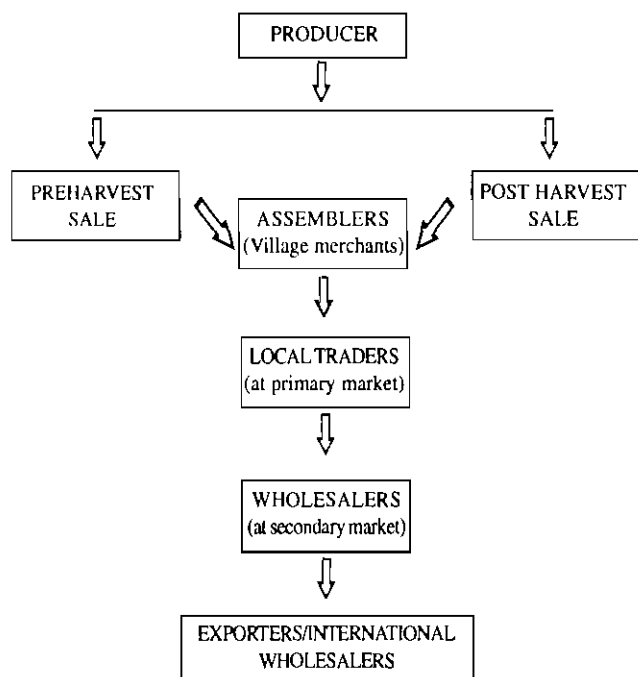 PRODUCER
PREHARVEST
SALE
POST HARVEST
SALE
ASSEMBLERS
(Village merchants)
LOCAL TRADERS
(at primary market)
WHOLESALERS
(at secondary market)
EXPORTERS/INTERNATIONAL
WHOLESALERS